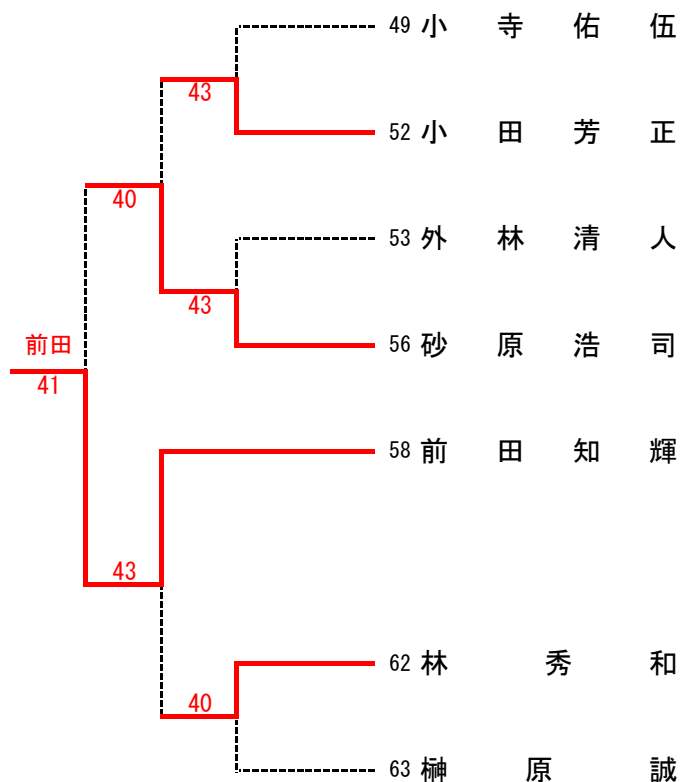 49 小寺佑伍
43
52 小田芳正
40
53 外林清人
43
前田
56 砂原浩司
41
58 前田知輝
43
62 林秀和
40
63 榊原誠